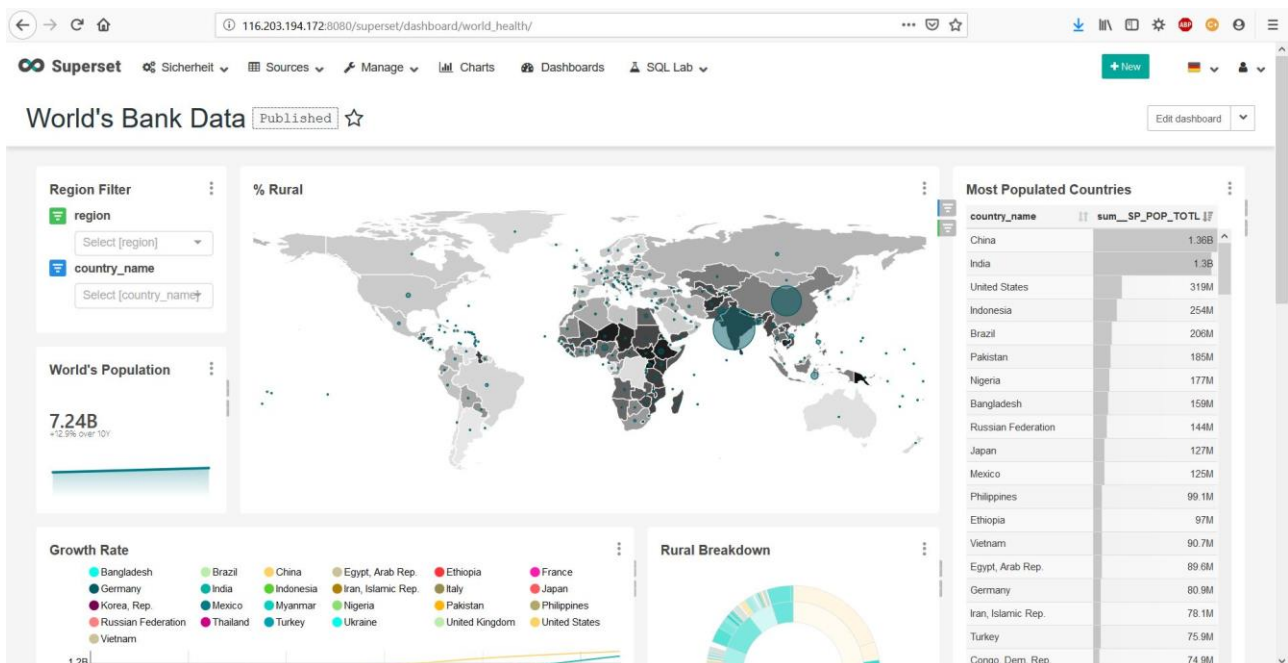 116.203.194.172:8080/superset/dashboard/world_health/
Superset Sicherheit Sources Manage Charts Dashboards SQL Lab + New
World's Bank Data Published Edit dashboard
Region Filter
region
Select [region]
country_name
Select [country_name]
World's Population
7.24B
+12.9% over 10Y
% Rural
Most Populated Countries
country_name sum__SP_POP_TOTL
China 1.36B
India 1.3B
United States 319M
Indonesia 254M
Brazil 206M
Pakistan 185M
Nigeria 177M
Bangladesh 159M
Russian Federation 144M
Japan 127M
Mexico 125M
Philippines 99.1M
Ethiopia 97M
Vietnam 90.7M
Egypt, Arab Rep. 89.6M
Germany 80.9M
Iran, Islamic Rep. 78.1M
Turkey 75.9M
Congo, Dem. Rep. 74.9M
Growth Rate
Bangladesh Brazil China Egypt, Arab Rep. Ethiopia France
Germany India Indonesia Iran, Islamic Rep. Italy Japan
Korea, Rep. Mexico Myanmar Nigeria Pakistan Philippines
Russian Federation Thailand Turkey Ukraine United Kingdom United States
Vietnam
1.2B
Rural Breakdown